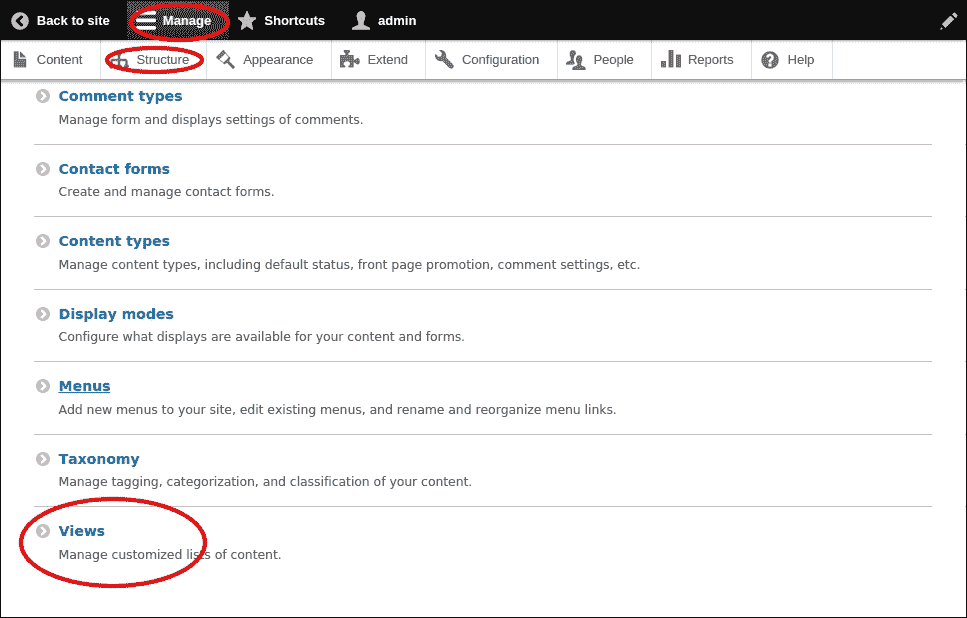 Back to site Manage Shortcuts admin
Content Structure Appearance Extend Configuration People Reports Help
Comment types
Manage form and displays settings of comments.
Contact forms
Create and manage contact forms.
Content types
Manage content types, including default status, front page promotion, comment settings, etc.
Display modes
Configure what displays are available for your content and forms.
Menus
Add new menus to your site, edit existing menus, and rename and reorganize menu links.
Taxonomy
Manage tagging, categorization, and classification of your content.
Views
Manage customized lists of content.